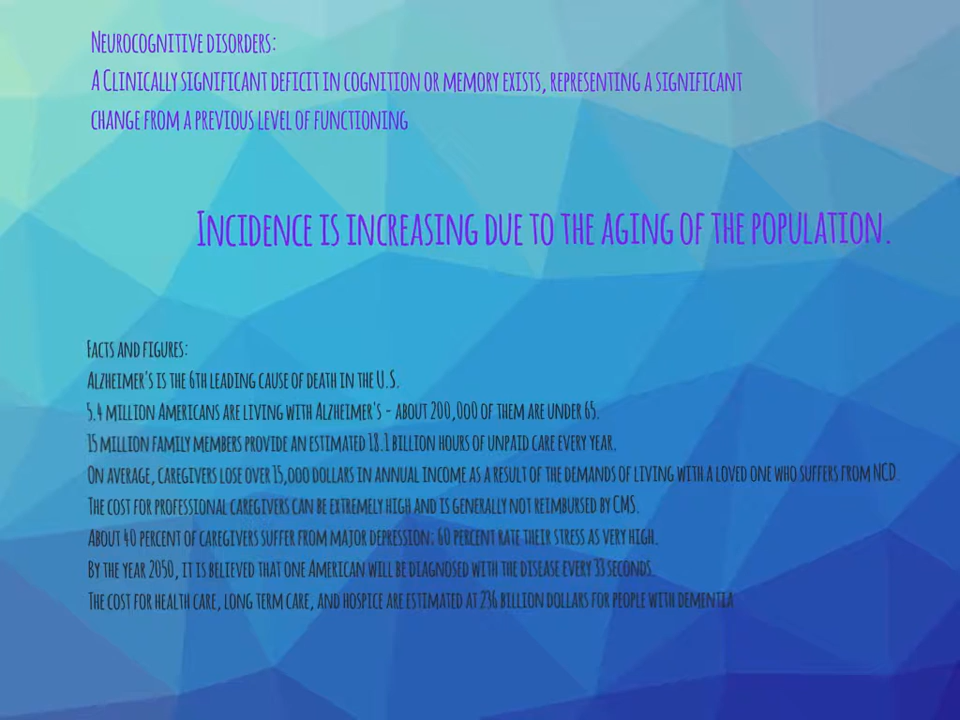 Neurocognitive disorders:
A Clinically significant deficit in cognition or memory exists, representing a significant
change from a previous level of functioning
Incidence is increasing due to the aging of the population.
Facts and figures:
Alzheimer's is the 6th leading cause of death in the U.S.
5.4 million Americans are living with Alzheimer's - about 200,000 of them are under 65.
15 million family members provide an estimated 18.1 billion hours of unpaid care every year.
On average, caregivers lose over 15,000 dollars in annual income as a result of the demands of living with a loved one who suffers from NCD.
The cost for professional caregivers can be extremely high and is generally not reimbursed by CMS.
About 40 percent of caregivers suffer from major depression; 60 percent rate their stress as very high.
By the year 2050, it is believed that one American will be diagnosed with the disease every 33 seconds.
The cost for health care, long term care, and hospice are estimated at 236 billion dollars for people with dementia